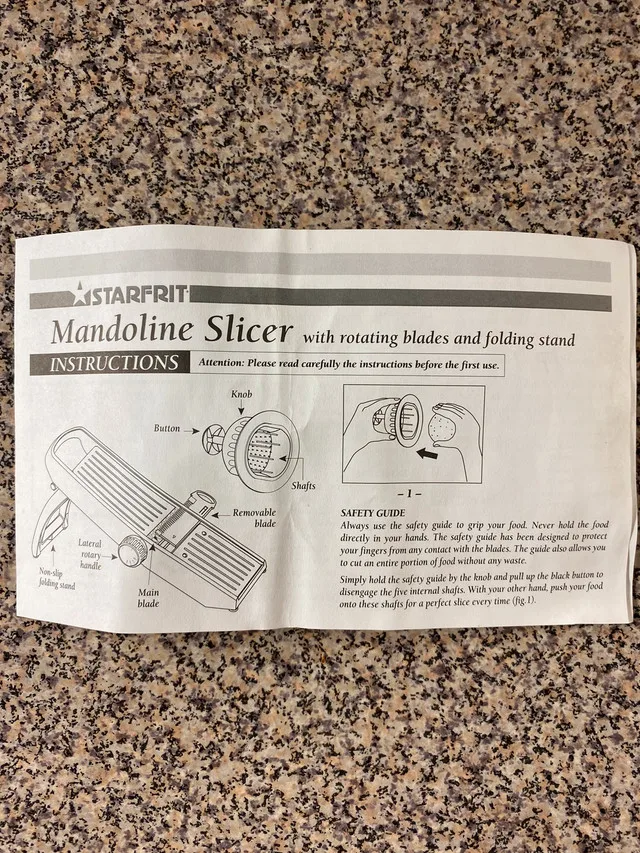 STARFRIT
Mandoline Slicer with rotating blades and folding stand
INSTRUCTIONS Attention: Please read carefully the instructions before the first use.
Knob
Button
Shafts
Removable
blade
Lateral
rotary
handle
Non-slip
folding stand
Main
blade
– 1 –
SAFETY GUIDE
Always use the safety guide to grip your food. Never hold the food
directly in your hands. The safety guide has been designed to protect
your fingers from any contact with the blades. The guide also allows you
to cut an entire portion of food without any waste.
Simply hold the safety guide by the knob and pull up the black button to
disengage the five internal shafts. With your other hand, push your food
onto these shafts for a perfect slice every time (fig.1).